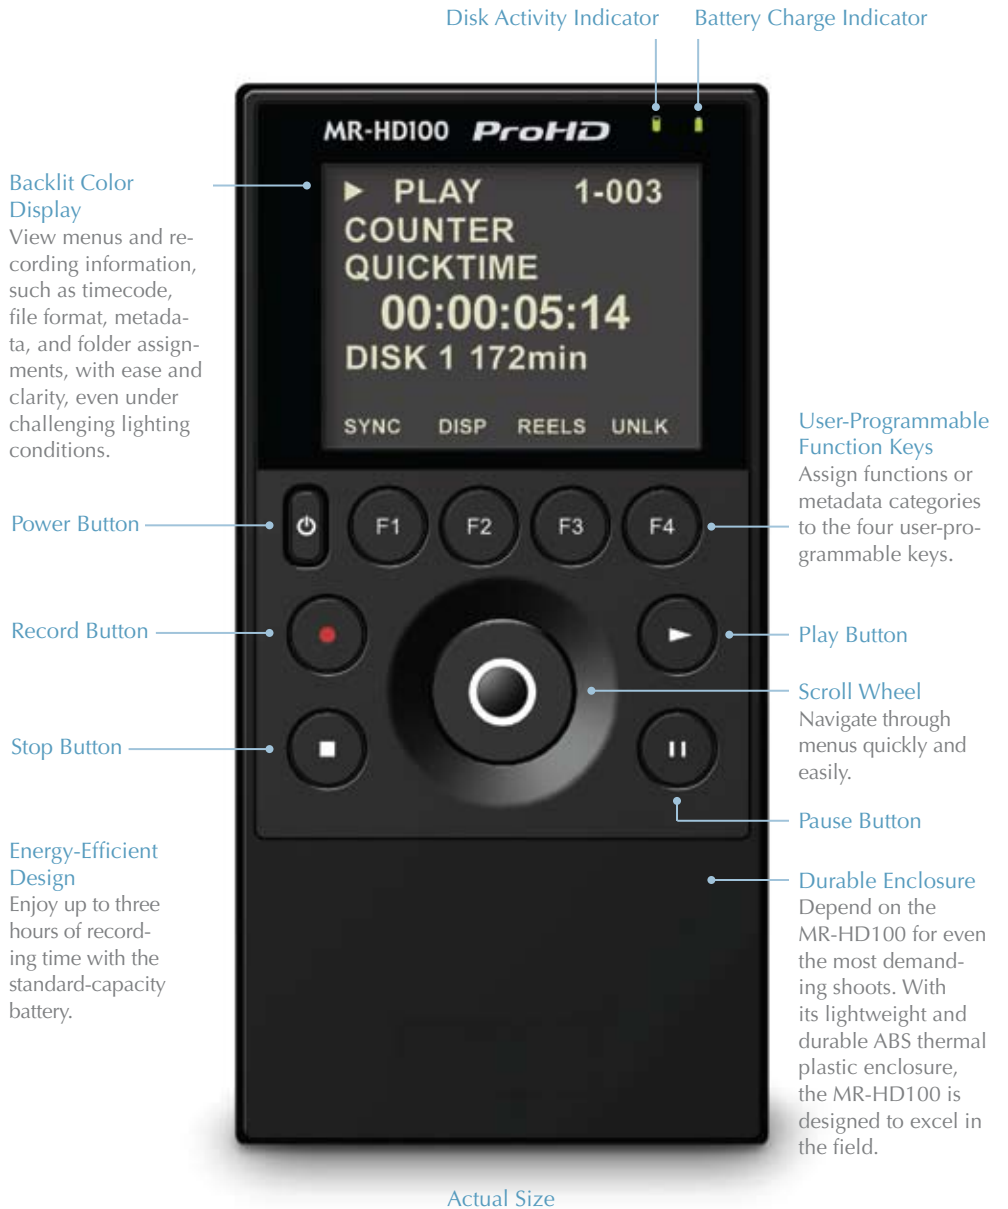 Disk Activity Indicator
Battery Charge Indicator
MR-HD100 ProHD
PLAY 1-003
COUNTER
QUICKTIME
00:00:05:14
DISK 1 172min
SYNC DISP REELS UNLK
Backlit Color
Display
View menus and re-
cording information,
such as timecode,
file format, metada-
ta, and folder assign-
ments, with ease and
clarity, even under
challenging lighting
conditions.
User-Programmable
Function Keys
Assign functions or
metadata categories
to the four user-pro-
grammable keys.
Power Button
F1 F2 F3 F4
Record Button
Play Button
Scroll Wheel
Navigate through
menus quickly and
easily.
Stop Button
Pause Button
Energy-Efficient
Design
Enjoy up to three
hours of record-
ing time with the
standard-capacity
battery.
Durable Enclosure
Depend on the
MR-HD100 for even
the most demand-
ing shoots. With
its lightweight and
durable ABS thermal
plastic enclosure,
the MR-HD100 is
designed to excel in
the field.
Actual Size